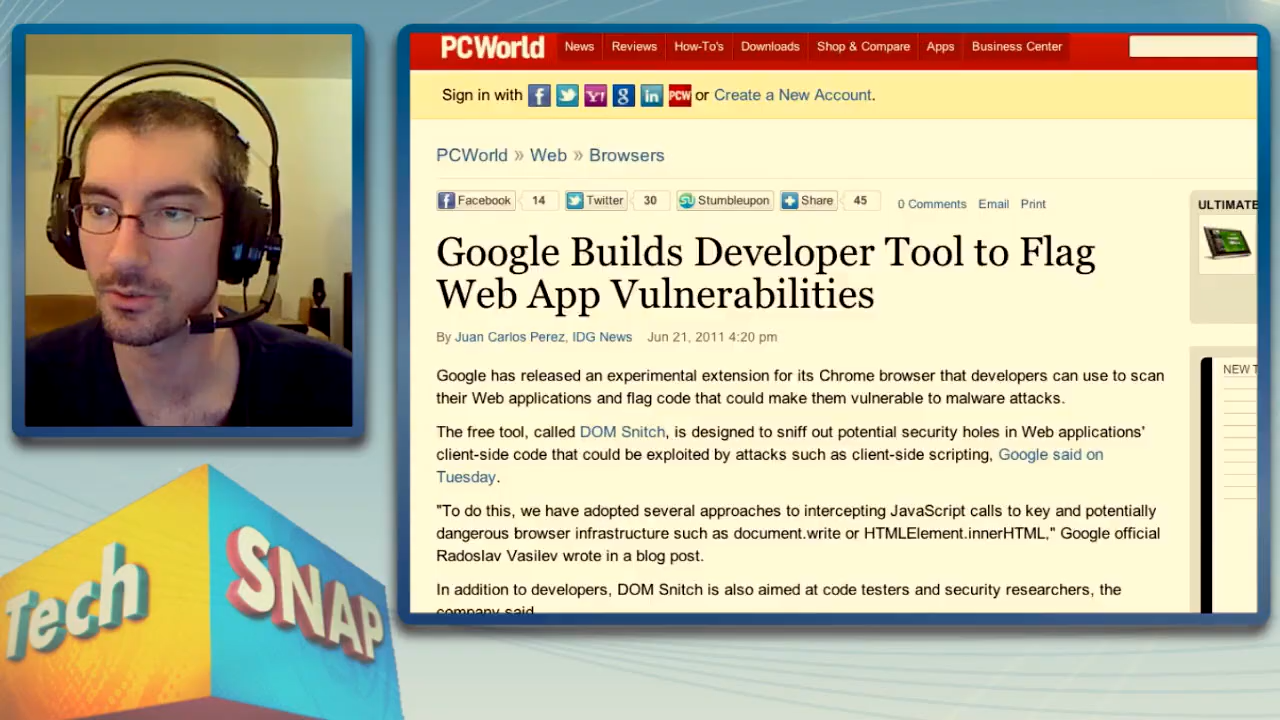 PCWorld News Reviews How-To's Downloads Shop & Compare Apps Business Center
Sign in with f Y! g in PCW or Create a New Account.
PCWorld » Web » Browsers
Facebook 14 Twitter 30 Stumbleupon Share 45 0 Comments Email Print
ULTIMATE
Google Builds Developer Tool to Flag
Web App Vulnerabilities
By Juan Carlos Perez, IDG News Jun 21, 2011 4:20 pm
NEW T
Google has released an experimental extension for its Chrome browser that developers can use to scan
their Web applications and flag code that could make them vulnerable to malware attacks.
The free tool, called DOM Snitch, is designed to sniff out potential security holes in Web applications'
client-side code that could be exploited by attacks such as client-side scripting, Google said on
Tuesday.
"To do this, we have adopted several approaches to intercepting JavaScript calls to key and potentially
dangerous browser infrastructure such as document.write or HTMLElement.innerHTML," Google official
Radoslav Vasilev wrote in a blog post.
In addition to developers, DOM Snitch is also aimed at code testers and security researchers, the
company said
Tech SNAP